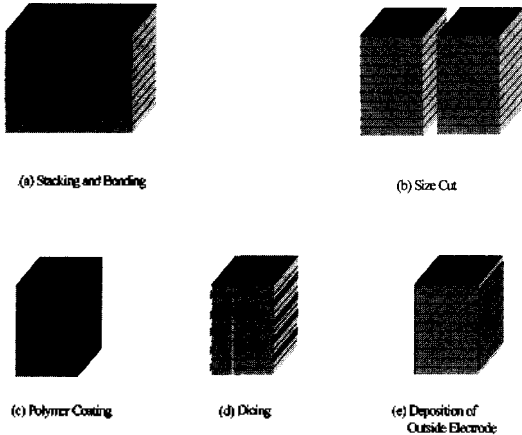 (a) Stacking and Bonding
(b) Size Cut
(c) Polymer Coating
(d) Dicing
(e) Deposition of
Outside Electrode